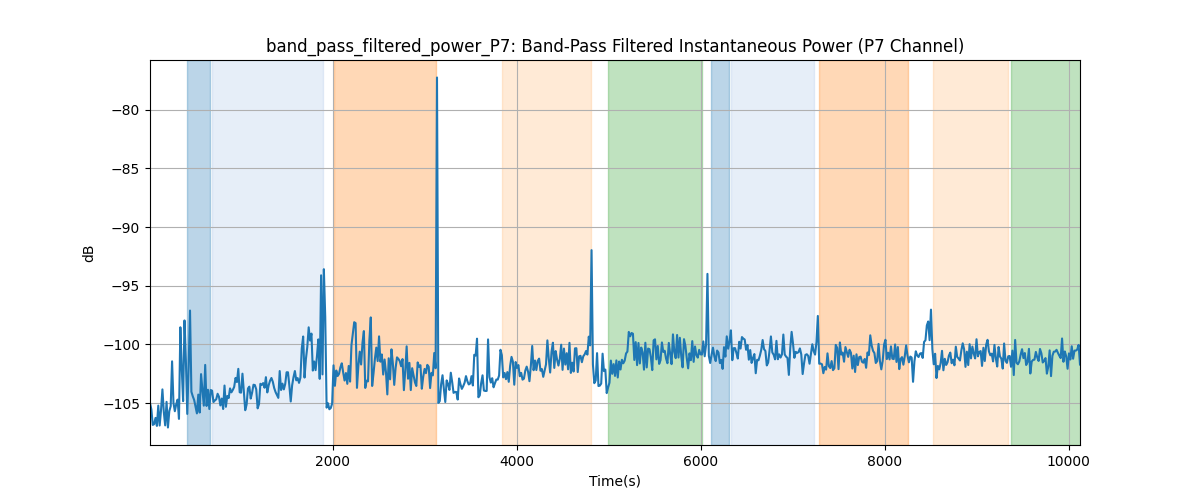 band_pass_filtered_power_P7: Band-Pass Filtered Instantaneous Power (P7 Channel)
−80
−85
−90
−95
−100
−105
dB
2000 4000 6000 8000 10000
Time(s)